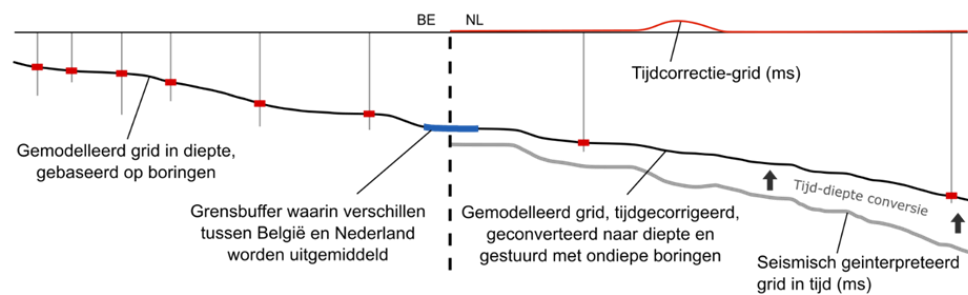 BE
NL
Tijdcorrectie-grid (ms)
Gemodelleerd grid in diepte,
gebaseerd op boringen
Grensbuffer waarin verschillen
tussen België en Nederland
worden uitgemiddeld
Gemodelleerd grid, tijdgecorrigeerd,
geconverteerd naar diepte en
gestuurd met ondiepe boringen
Tijd-diepte conversie
Seismisch geinterpreteerd
grid in tijd (ms)